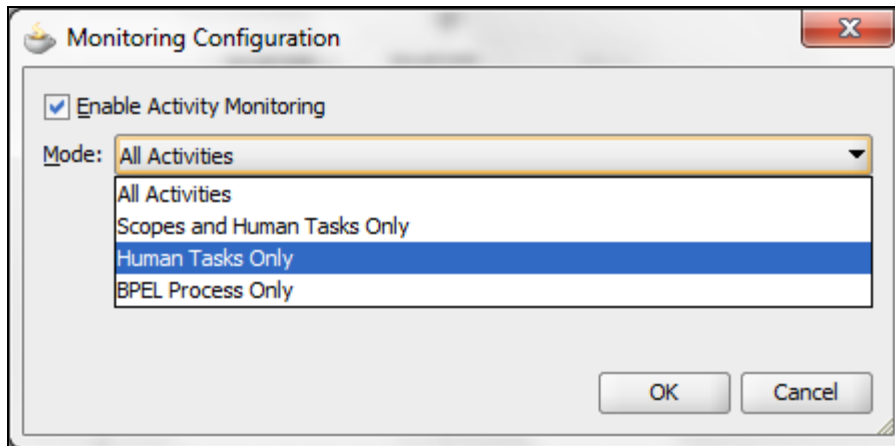 Monitoring Configuration
Enable Activity Monitoring
Mode: All Activities
All Activities
Scopes and Human Tasks Only
Human Tasks Only
BPEL Process Only
OK Cancel